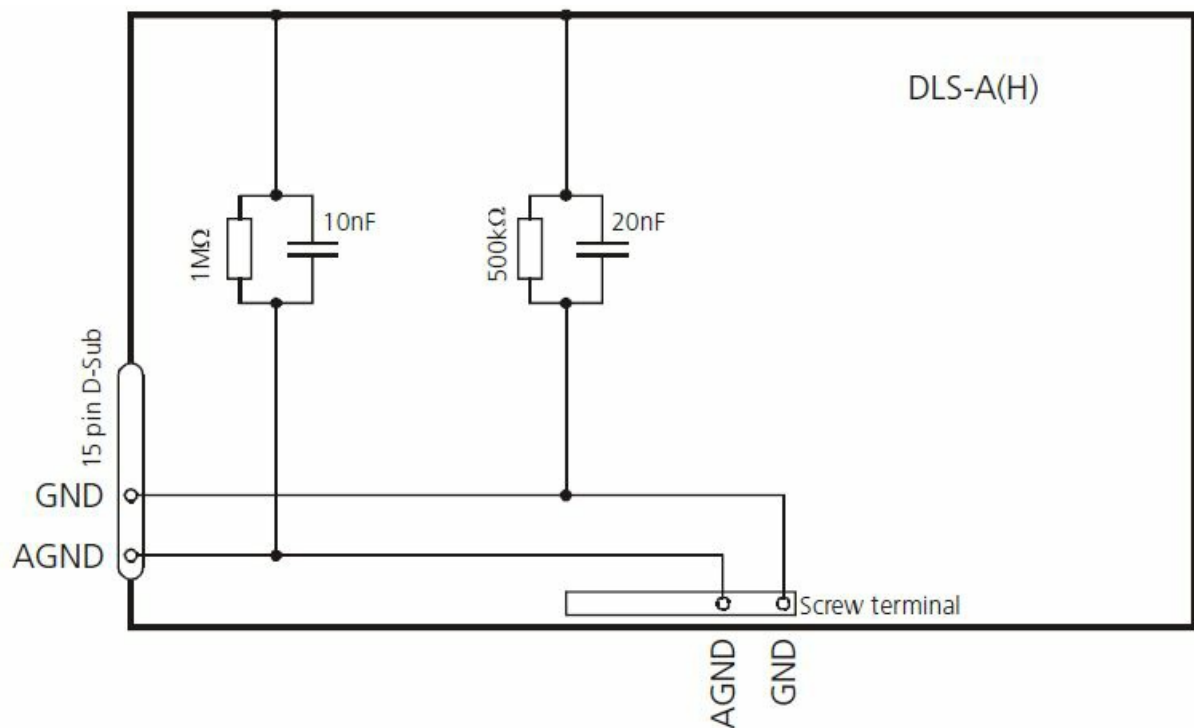 DLS-A(H)
1MΩ
10nF
500kΩ
20nF
15 pin D-Sub
GND
AGND
Screw terminal
AGND
GND